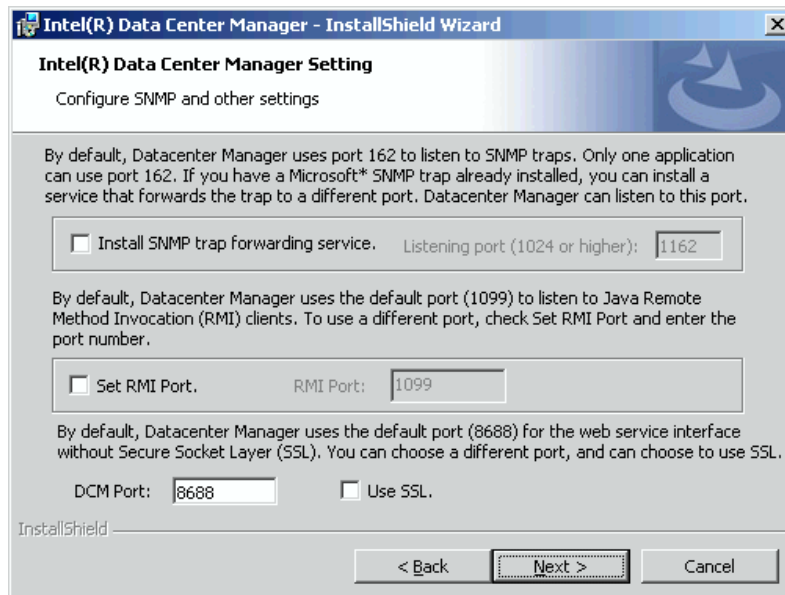 Intel(R) Data Center Manager - InstallShield Wizard
Intel(R) Data Center Manager Setting
Configure SNMP and other settings
By default, Datacenter Manager uses port 162 to listen to SNMP traps. Only one application
can use port 162. If you have a Microsoft* SNMP trap already installed, you can install a
service that forwards the trap to a different port. Datacenter Manager can listen to this port.
Install SNMP trap forwarding service. Listening port (1024 or higher): 1162
By default, Datacenter Manager uses the default port (1099) to listen to Java Remote
Method Invocation (RMI) clients. To use a different port, check Set RMI Port and enter the
port number.
Set RMI Port. RMI Port: 1099
By default, Datacenter Manager uses the default port (8688) for the web service interface
without Secure Socket Layer (SSL). You can choose a different port, and can choose to use SSL.
DCM Port: 8688 Use SSL.
InstallShield
< Back Next > Cancel